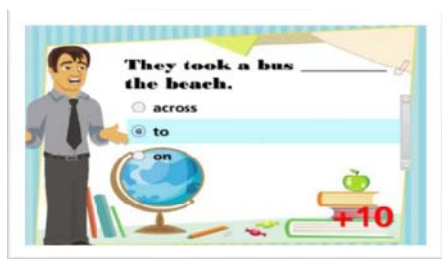 They took a bus ________
the beach.
across
to
on
+10